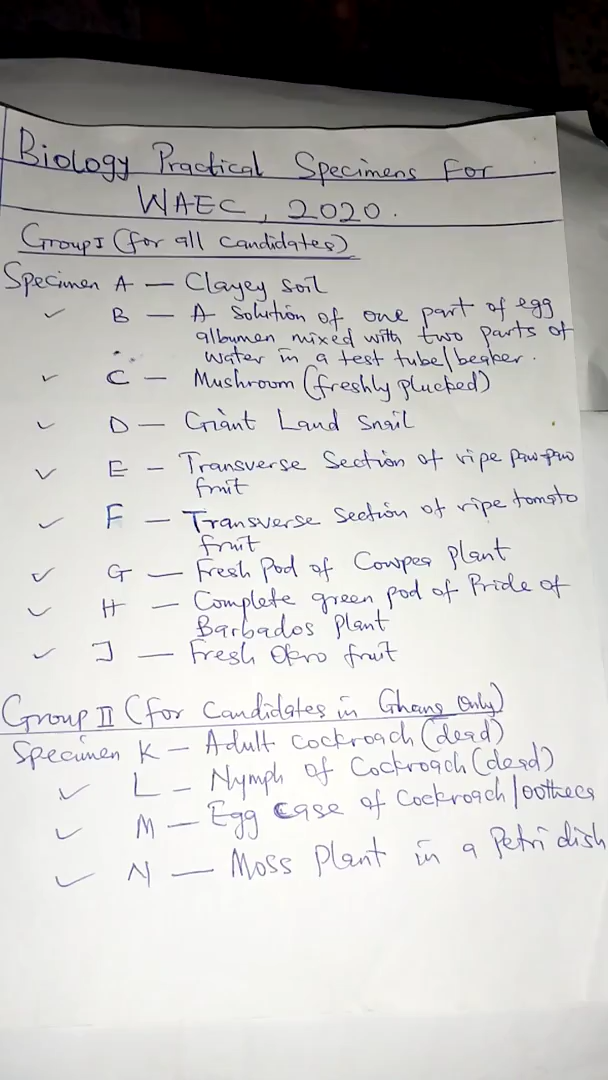 Biology Practical Specimens For
WAEC, 2020.
Group I (for all candidates)
Specimen A — Clayey soil
✓ B — A Solution of one part of egg
albumen mixed with two parts of
Water in a test tube/beaker.
✓ C — Mushroom (freshly plucked)
✓ D — Giant Land Snail
✓ E — Transverse Section of ripe paw-paw
fruit
✓ F — Transverse Section of ripe tomato
fruit
✓ G — Fresh Pod of Cowpea plant
✓ H — Complete green pod of Pride of
Barbados Plant
✓ J — Fresh Okro fruit
Group II (for Candidates in Ghana Only)
Specimen K — Adult Cockroach (dead)
✓ L — Nymph of Cockroach (dead)
✓ M — Egg case of Cockroach/ootheca
✓ N — Moss Plant in a Petri dish